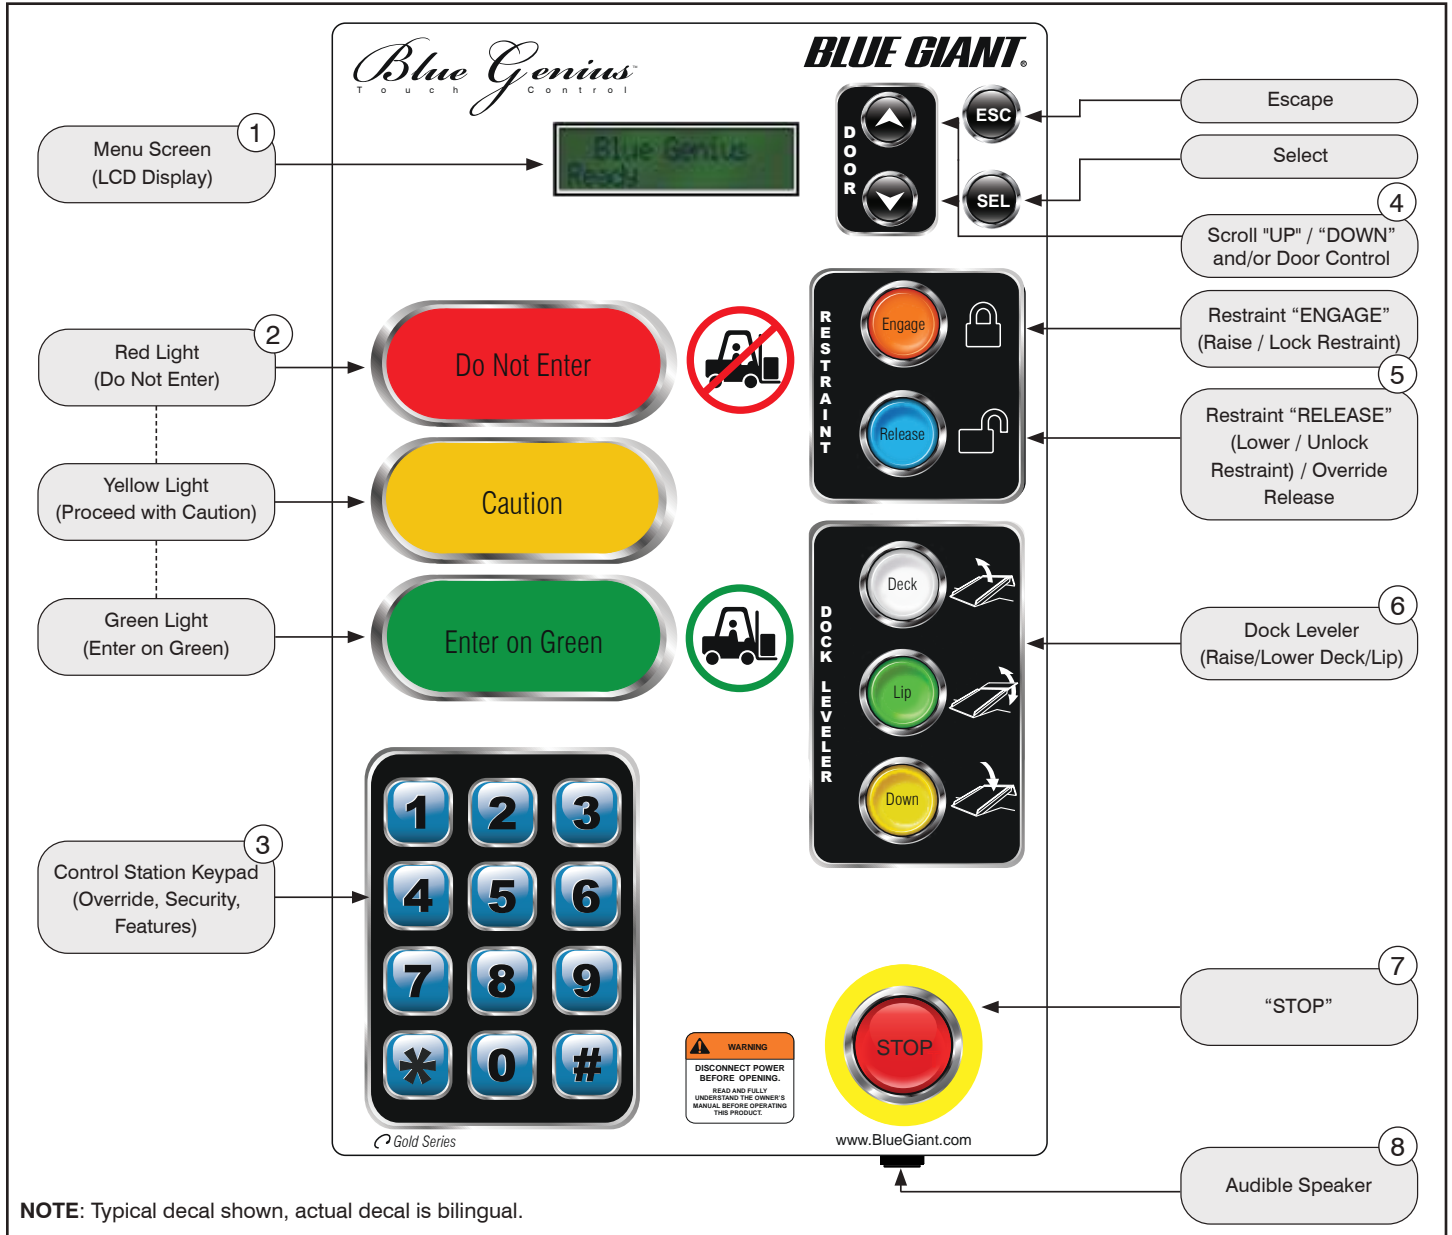 Blue Genius™
Touch Control
BLUE GIANT®
1
Menu Screen
(LCD Display)
Blue Genius
Ready
DOOR
ESC
SEL
Escape
Select
4
Scroll "UP" / “DOWN”
and/or Door Control
2
Red Light
(Do Not Enter)
Do Not Enter
RESTRAINT
Engage
Release
Restraint “ENGAGE”
(Raise / Lock Restraint)
5
Restraint “RELEASE”
(Lower / Unlock
Restraint) / Override
Release
Yellow Light
(Proceed with Caution)
Caution
Green Light
(Enter on Green)
Enter on Green
DOCK LEVELER
Deck
Lip
Down
6
Dock Leveler
(Raise/Lower Deck/Lip)
3
Control Station Keypad
(Override, Security,
Features)
1 2 3
4 5 6
7 8 9
* 0 #
WARNING
DISCONNECT POWER
BEFORE OPENING.
READ AND FULLY
UNDERSTAND THE OWNER'S
MANUAL BEFORE OPERATING
THIS PRODUCT.
STOP
7
“STOP”
Gold Series
www.BlueGiant.com
8
Audible Speaker
NOTE: Typical decal shown, actual decal is bilingual.